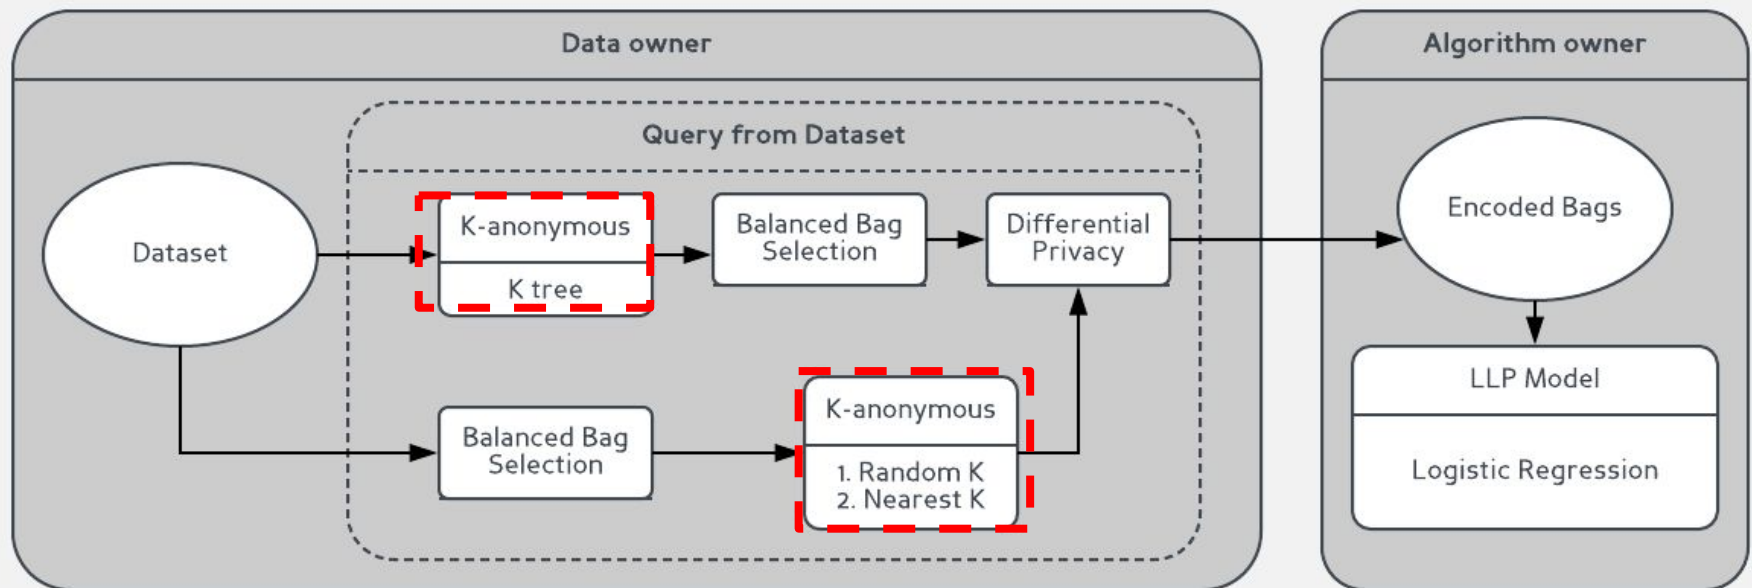 Data owner
Algorithm owner
Query from Dataset
Dataset
K-anonymous
K tree
Balanced Bag
Selection
Differential
Privacy
Balanced Bag
Selection
K-anonymous
1. Random K
2. Nearest K
Encoded Bags
LLP Model
Logistic Regression